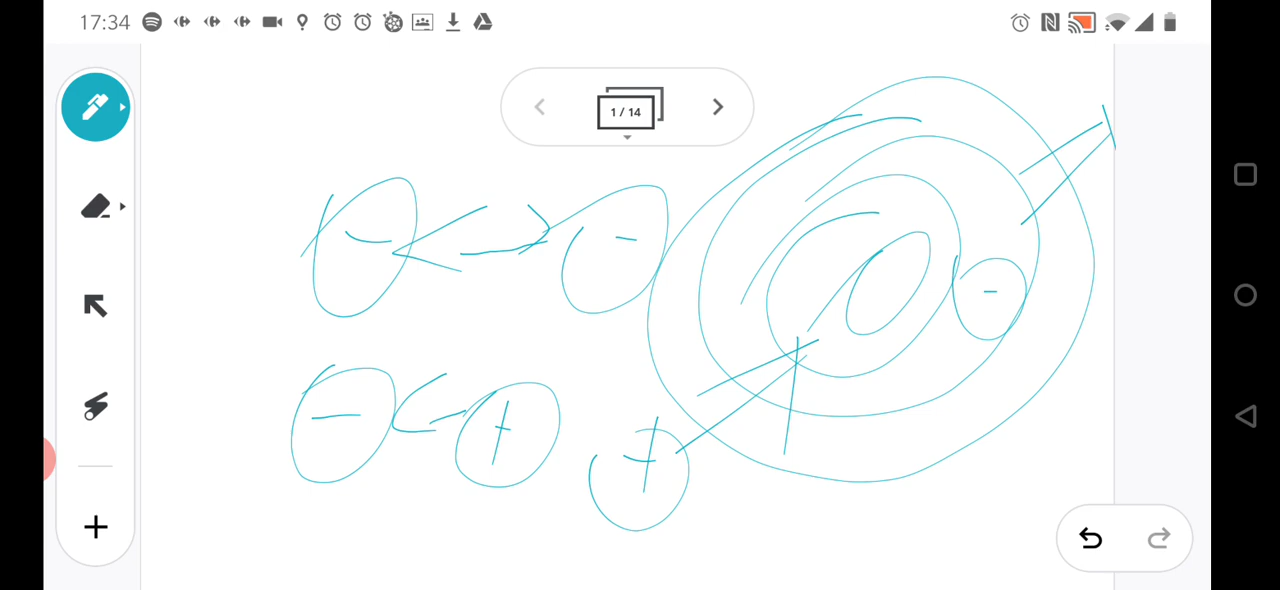 17:34
1 / 14
- -
- +
+ -